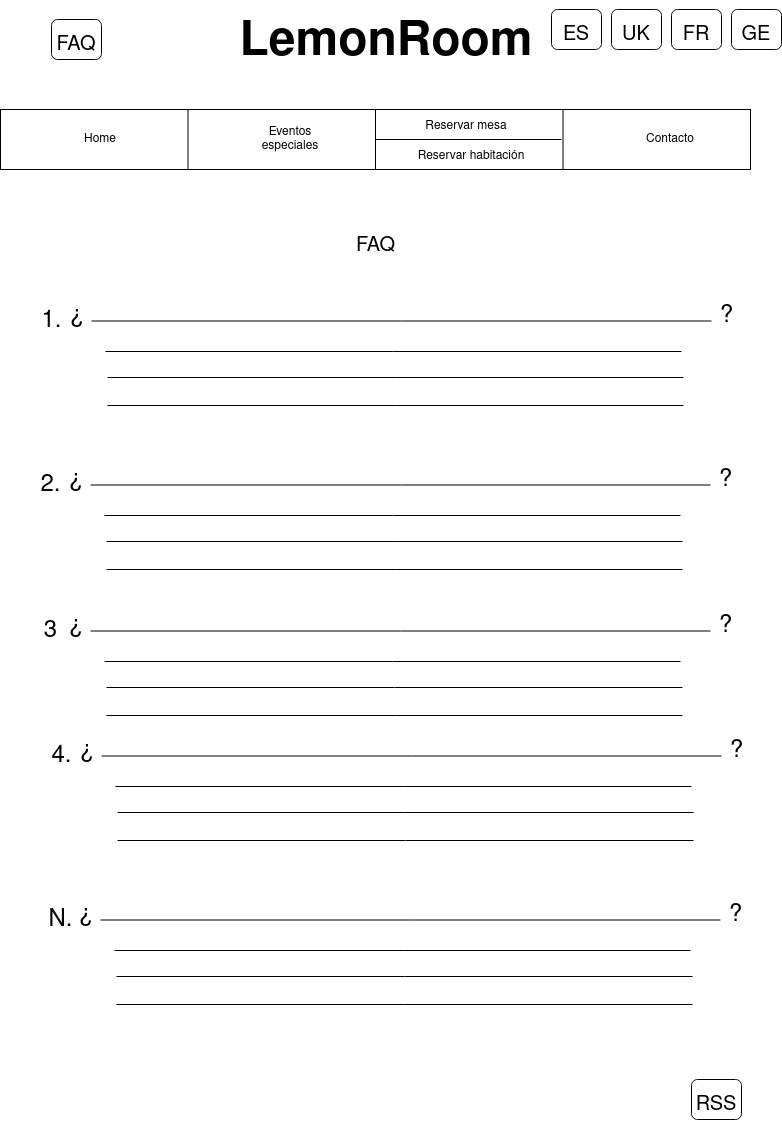 FAQ
LemonRoom
ES
UK
FR
GE
Home
Eventos
especiales
Reservar mesa
Reservar habitación
Contacto
FAQ
1. ¿ ?
2. ¿ ?
3 ¿ ?
4. ¿ ?
N. ¿ ?
RSS